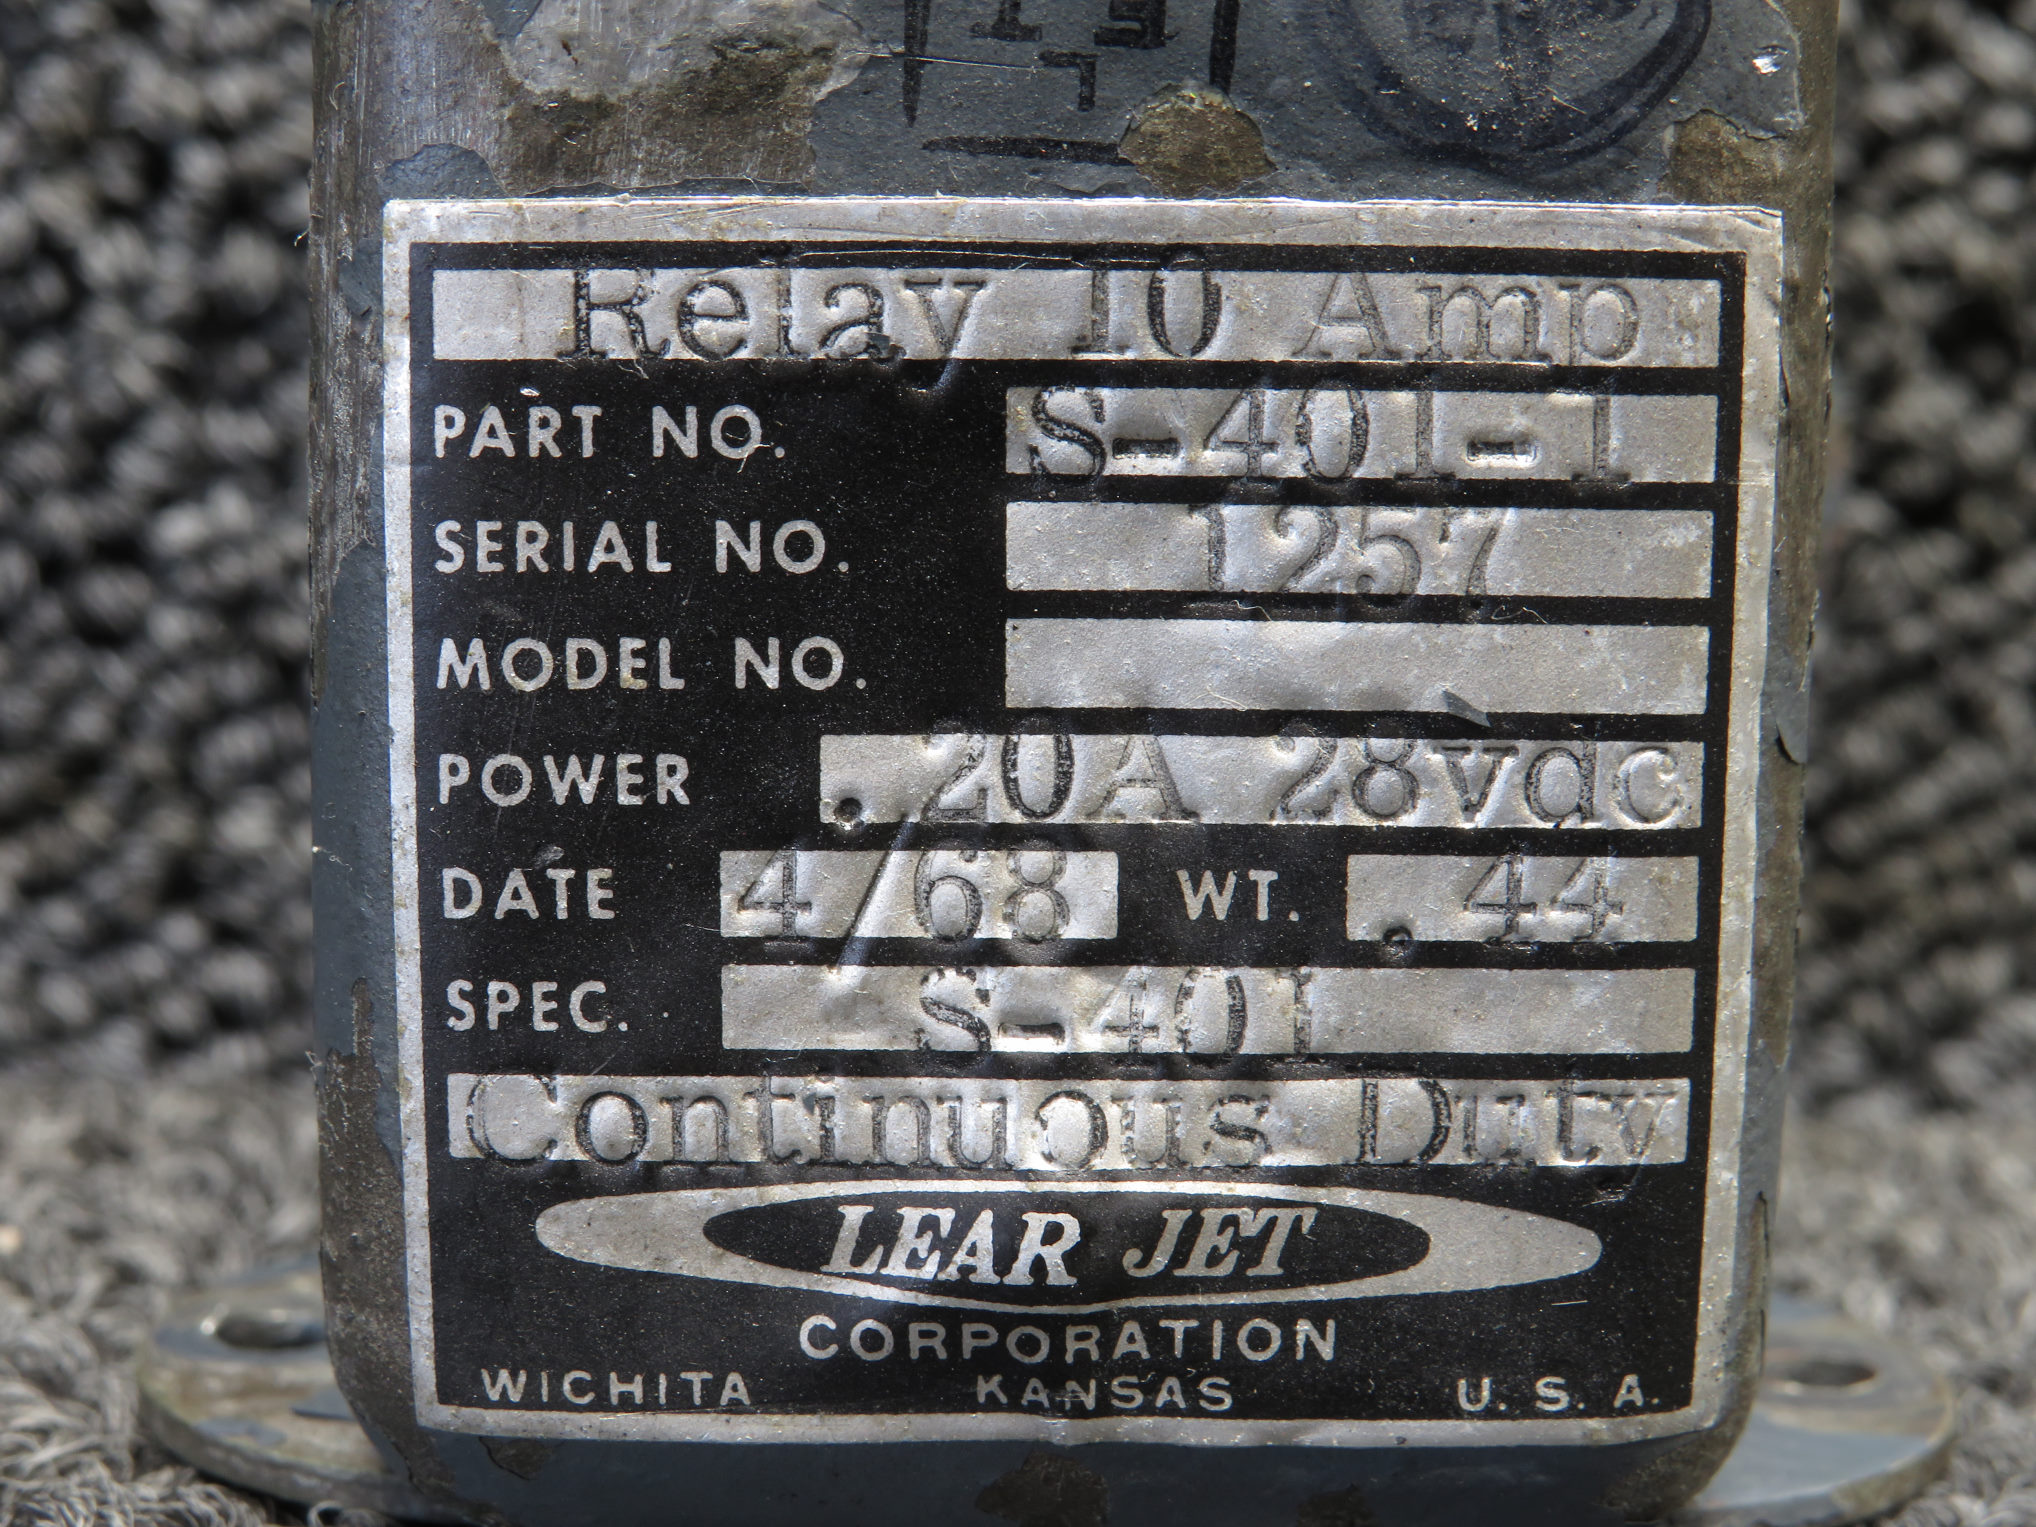 Relay 10 Amp
PART NO. S-401-1
SERIAL NO. 1257
MODEL NO.
POWER .20A 28vdc
DATE 4/68 WT. .44
SPEC. S-401
Continuous Duty
LEAR JET
CORPORATION
WICHITA KANSAS U. S. A.